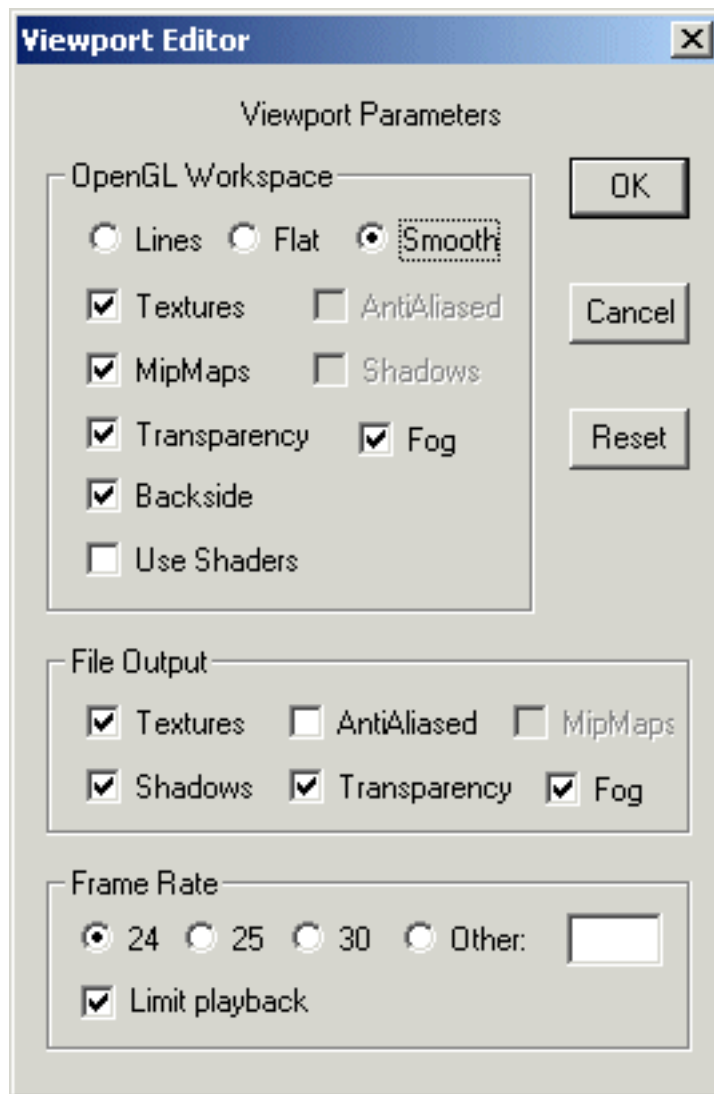 Viewport Editor
Viewport Parameters
OpenGL Workspace
OK
Lines Flat Smooth
Textures AntiAliased
Cancel
MipMaps Shadows
Transparency Fog
Reset
Backside
Use Shaders
File Output
Textures AntiAliased MipMaps
Shadows Transparency Fog
Frame Rate
24 25 30 Other:
Limit playback